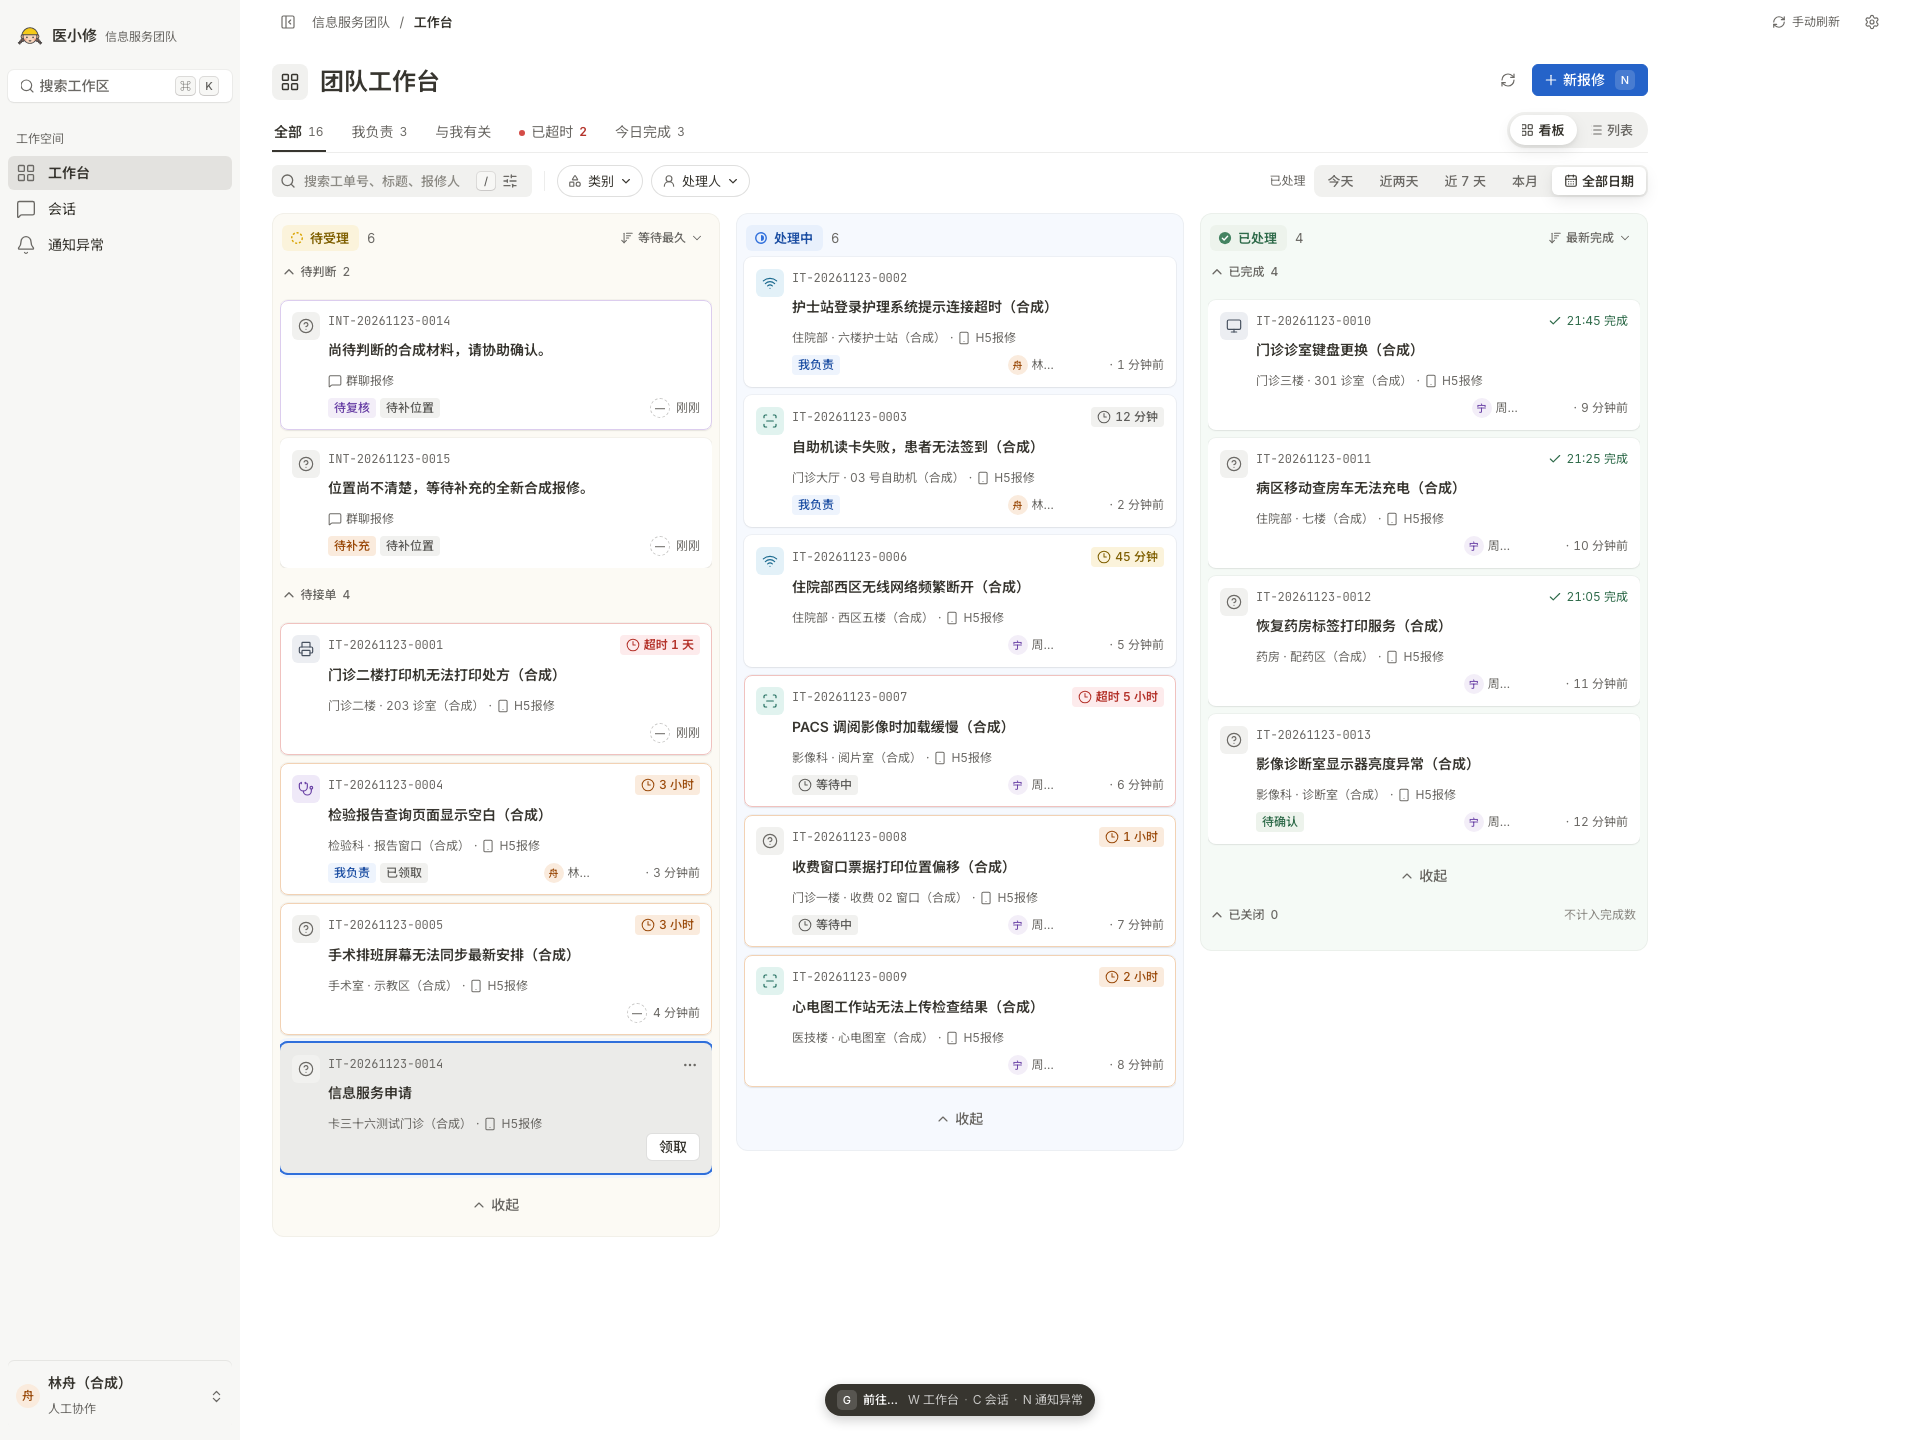 医小修 信息服务团队
搜索工作区 ⌘ K
工作空间
工作台
会话
通知异常
林舟（合成）
舟
人工协作
信息服务团队 / 工作台
手动刷新
团队工作台
新报修 N
全部 16 我负责 3 与我有关 已超时 2 今日完成 3
看板 列表
搜索工单号、标题、报修人 /
类别 处理人
已处理 今天 近两天 近 7 天 本月 全部日期
待受理 6 等待最久
待判断 2
INT-20261123-0014
尚待判断的合成材料，请协助确认。
群聊报修
待复核 待补位置 刚刚
INT-20261123-0015
位置尚不清楚，等待补充的全新合成报修。
群聊报修
待补充 待补位置 刚刚
待接单 4
IT-20261123-0001 超时 1 天
门诊二楼打印机无法打印处方（合成）
门诊二楼 · 203 诊室（合成） · H5报修
刚刚
IT-20261123-0004 3 小时
检验报告查询页面显示空白（合成）
检验科 · 报告窗口（合成） · H5报修
我负责 已领取 舟 林... · 3 分钟前
IT-20261123-0005 3 小时
手术排班屏幕无法同步最新安排（合成）
手术室 · 示教区（合成） · H5报修
4 分钟前
IT-20261123-0014 ...
信息服务申请
卡三十六测试门诊（合成） · H5报修
领取
收起
处理中 6
IT-20261123-0002
护士站登录护理系统提示连接超时（合成）
住院部 · 六楼护士站（合成） · H5报修
我负责 舟 林... · 1 分钟前
IT-20261123-0003 12 分钟
自助机读卡失败，患者无法签到（合成）
门诊大厅 · 03 号自助机（合成） · H5报修
我负责 舟 林... · 2 分钟前
IT-20261123-0006 45 分钟
住院部西区无线网络频繁断开（合成）
住院部 · 西区五楼（合成） · H5报修
宁 周... · 5 分钟前
IT-20261123-0007 超时 5 小时
PACS 调阅影像时加载缓慢（合成）
影像科 · 阅片室（合成） · H5报修
等待中 宁 周... · 6 分钟前
IT-20261123-0008 1 小时
收费窗口票据打印位置偏移（合成）
门诊一楼 · 收费 02 窗口（合成） · H5报修
等待中 宁 周... · 7 分钟前
IT-20261123-0009 2 小时
心电图工作站无法上传检查结果（合成）
医技楼 · 心电图室（合成） · H5报修
宁 周... · 8 分钟前
收起
已处理 4 最新完成
已完成 4
IT-20261123-0010 21:45 完成
门诊诊室键盘更换（合成）
门诊三楼 · 301 诊室（合成） · H5报修
宁 周... · 9 分钟前
IT-20261123-0011 21:25 完成
病区移动查房车无法充电（合成）
住院部 · 七楼（合成） · H5报修
宁 周... · 10 分钟前
IT-20261123-0012 21:05 完成
恢复药房标签打印服务（合成）
药房 · 配药区（合成） · H5报修
宁 周... · 11 分钟前
IT-20261123-0013
影像诊断室显示器亮度异常（合成）
影像科 · 诊断室（合成） · H5报修
待确认 宁 周... · 12 分钟前
收起
已关闭 0 不计入完成数
G 前往... W 工作台 · C 会话 · N 通知异常